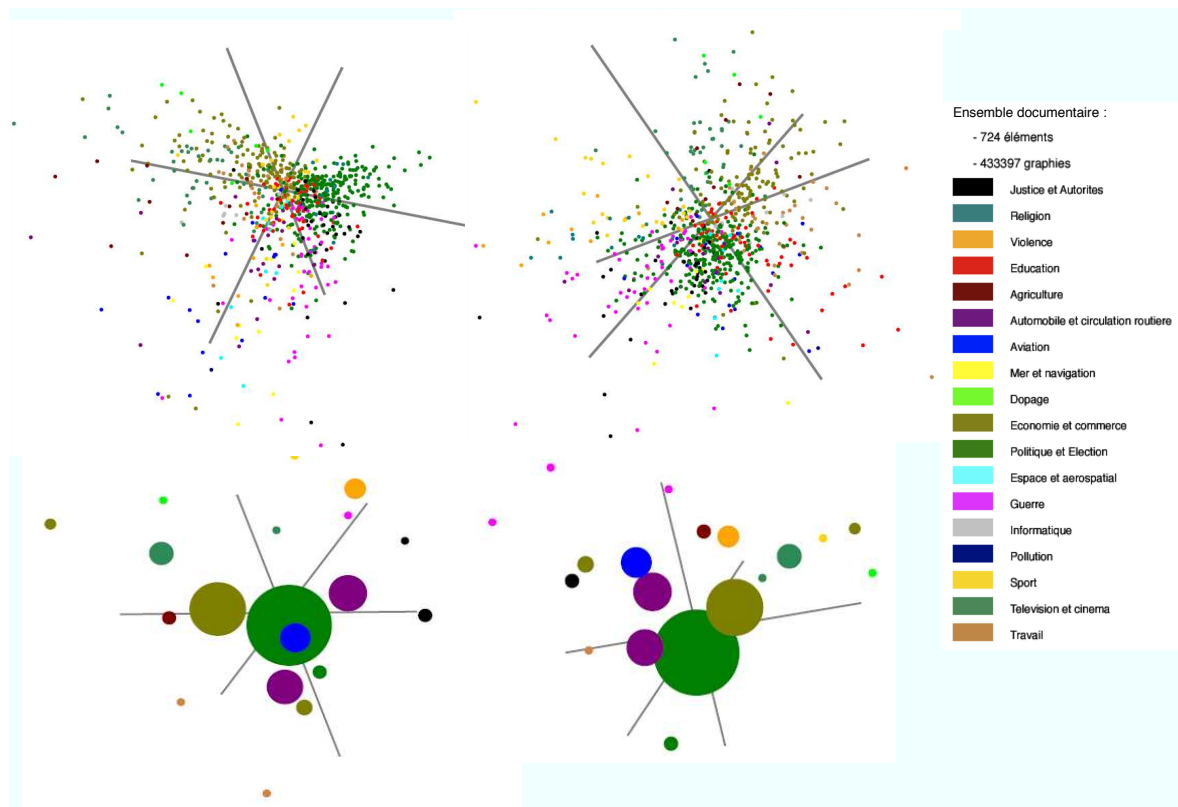 Ensemble documentaire :
- 724 éléments
- 433397 graphies
Justice et Autorites
Religion
Violence
Education
Agriculture
Automobile et circulation routiere
Aviation
Mer et navigation
Dopage
Economie et commerce
Politique et Election
Espace et aerospatial
Guerre
Informatique
Pollution
Sport
Television et cinema
Travail